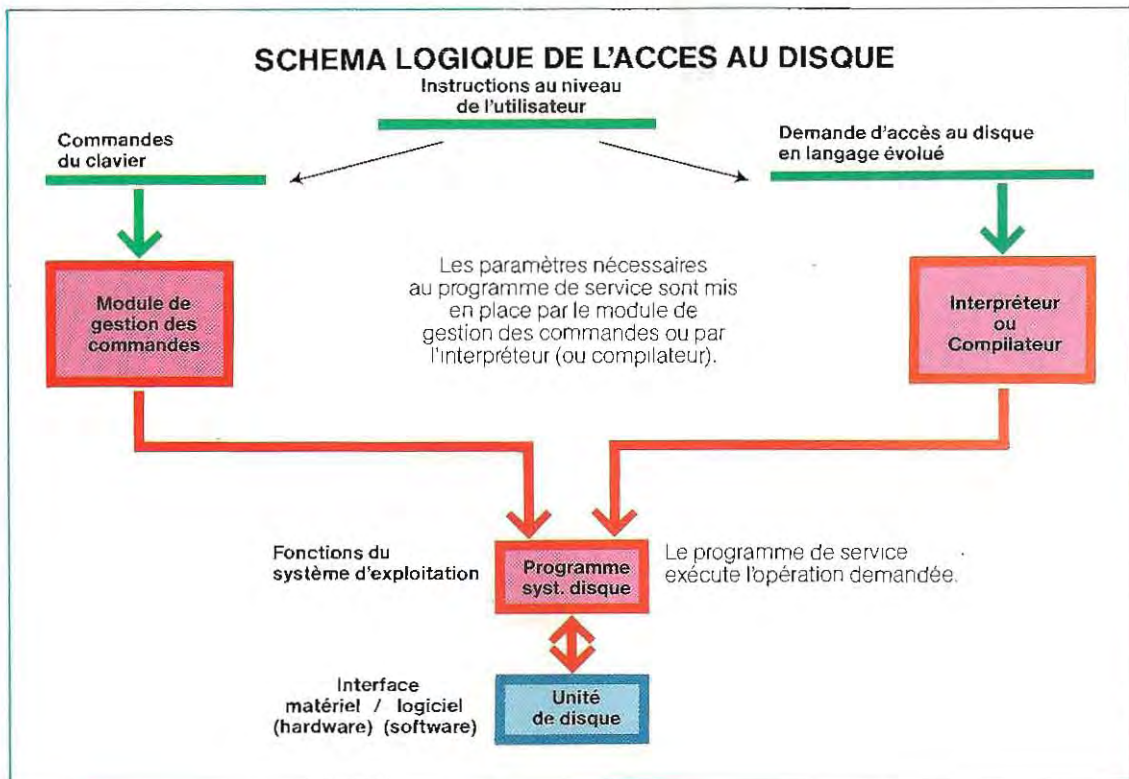 SCHEMA LOGIQUE DE L'ACCES AU DISQUE
Instructions au niveau
de l'utilisateur
Commandes
du clavier
Demande d'accès au disque
en langage évolué
Module de
gestion des
commandes
Les paramètres nécessaires
au programme de service sont mis
en place par le module de
gestion des commandes ou par
l'interpréteur (ou compilateur).
Interpréteur
ou
Compilateur
Fonctions du
système d'exploitation
Programme
syst. disque
Le programme de service
exécute l'opération demandée.
Interface
matériel / logiciel
(hardware) (software)
Unité
de disque